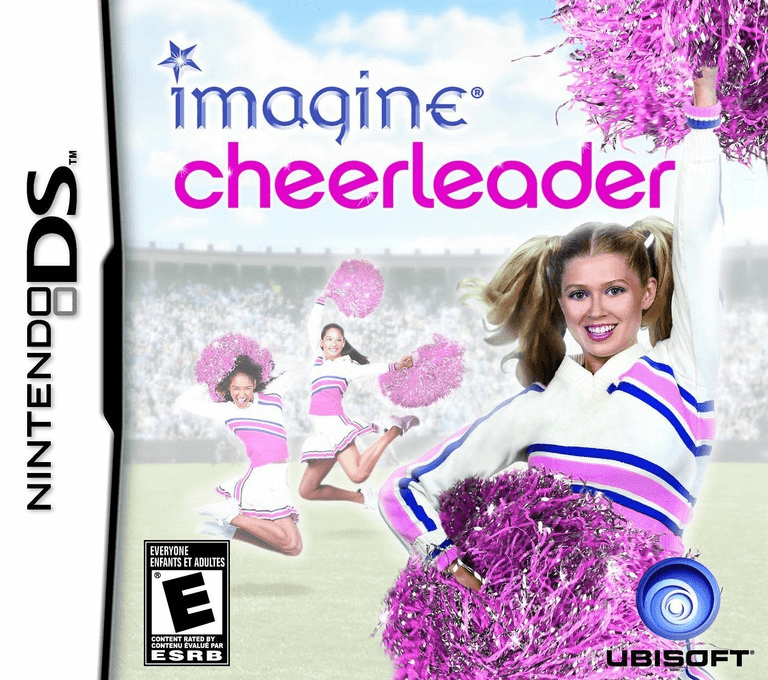 imagine®
cheerleader
NINTENDO DS™
EVERYONE
ENFANTS ET ADULTES
E
®
CONTENT RATED BY
CONTENU ÉVALUÉ PAR
ESRB
UBISOFT®